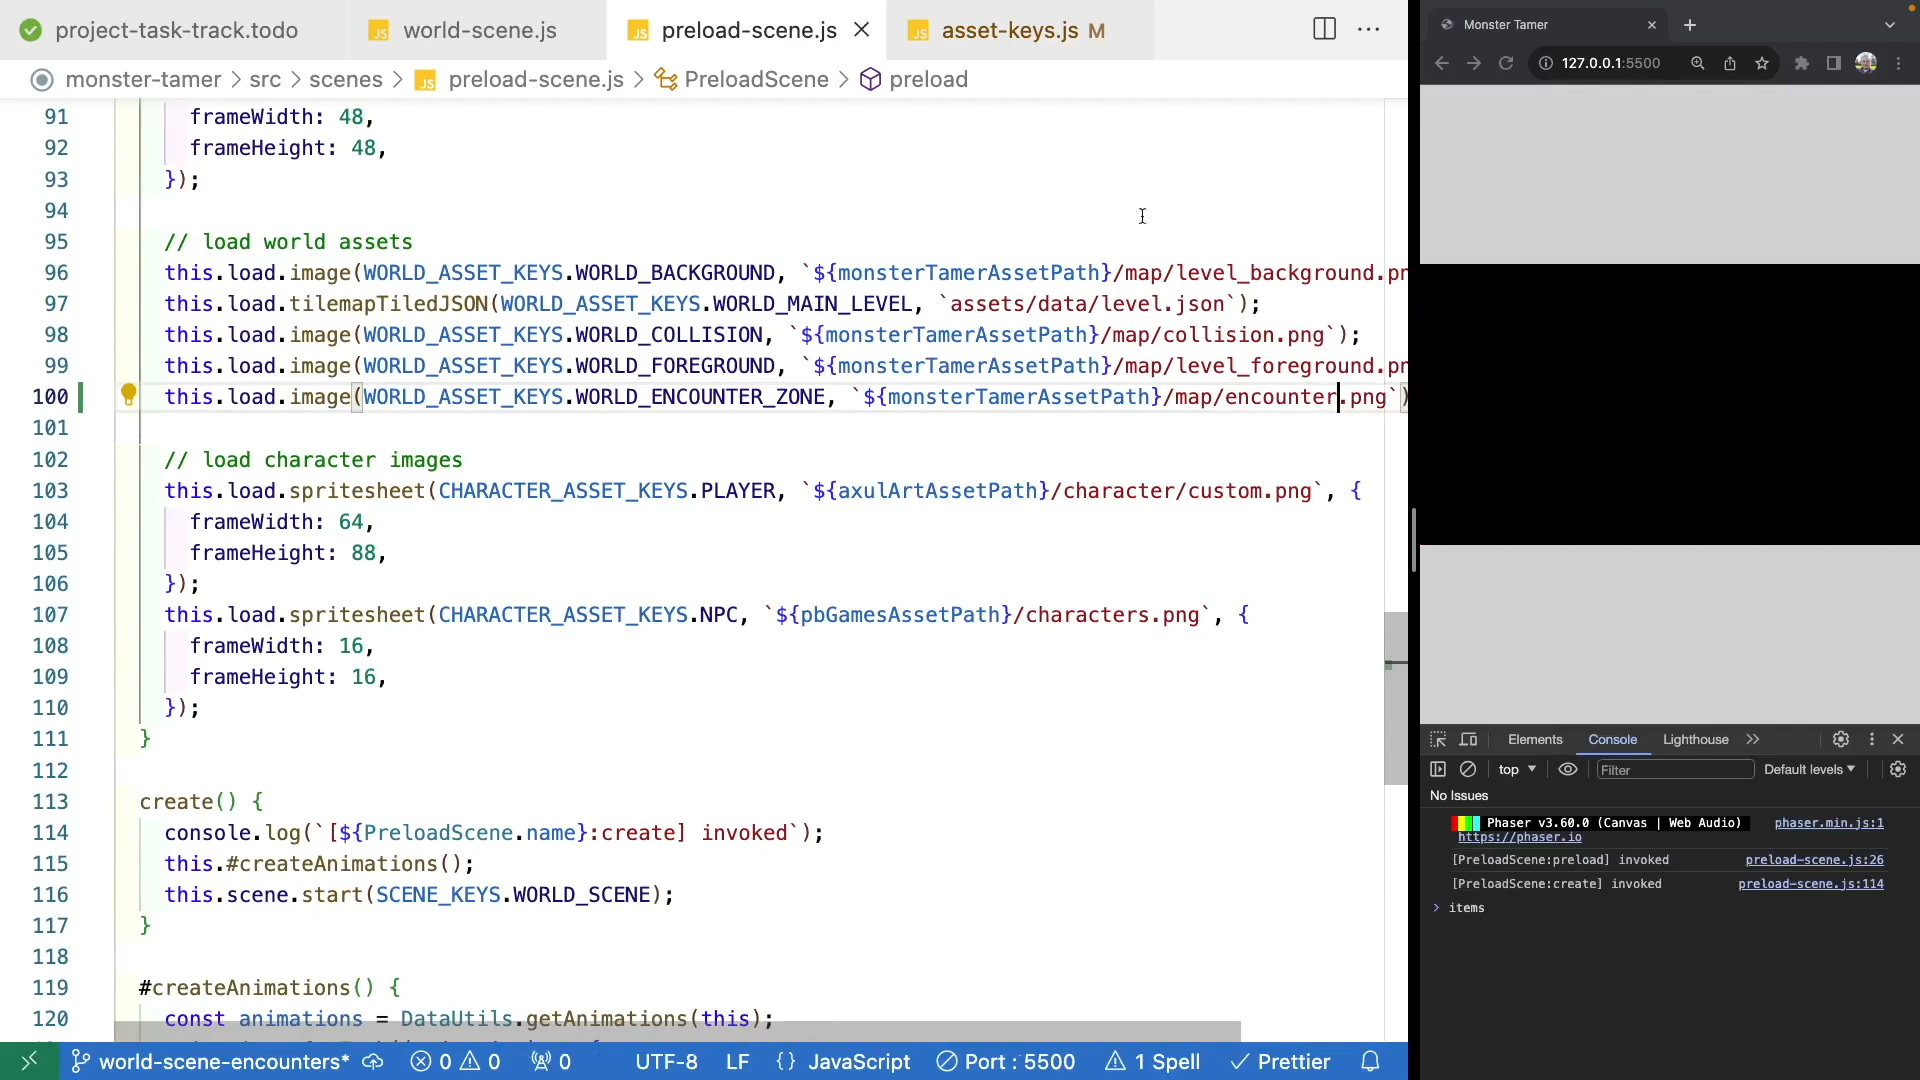 project-task-track.todo
JS world-scene.js
JS preload-scene.js
JS asset-keys.js M
monster-tamer > src > scenes > JS preload-scene.js > PreloadScene > preload
91 frameWidth: 48,
92 frameHeight: 48,
93 });
94
95 // load world assets
96 this.load.image(WORLD_ASSET_KEYS.WORLD_BACKGROUND, `${monsterTamerAssetPath}/map/level_background.pn
97 this.load.tilemapTiledJSON(WORLD_ASSET_KEYS.WORLD_MAIN_LEVEL, `assets/data/level.json`);
98 this.load.image(WORLD_ASSET_KEYS.WORLD_COLLISION, `${monsterTamerAssetPath}/map/collision.png`);
99 this.load.image(WORLD_ASSET_KEYS.WORLD_FOREGROUND, `${monsterTamerAssetPath}/map/level_foreground.pn
100 this.load.image(WORLD_ASSET_KEYS.WORLD_ENCOUNTER_ZONE, `${monsterTamerAssetPath}/map/encounter.png`)
101
102 // load character images
103 this.load.spritesheet(CHARACTER_ASSET_KEYS.PLAYER, `${axulArtAssetPath}/character/custom.png`, {
104 frameWidth: 64,
105 frameHeight: 88,
106 });
107 this.load.spritesheet(CHARACTER_ASSET_KEYS.NPC, `${pbGamesAssetPath}/characters.png`, {
108 frameWidth: 16,
109 frameHeight: 16,
110 });
111 }
112
113 create() {
114 console.log(`[${PreloadScene.name}:create] invoked`);
115 this.#createAnimations();
116 this.scene.start(SCENE_KEYS.WORLD_SCENE);
117 }
118
119 #createAnimations() {
120 const animations = DataUtils.getAnimations(this);
world-scene-encounters* 0 0 0 UTF-8 LF {} JavaScript Port : 5500 1 Spell Prettier
Monster Tamer
127.0.0.1:5500
Elements Console Lighthouse
top Filter Default levels
No Issues
Phaser v3.60.0 (Canvas | Web Audio) phaser.min.js:1
https://phaser.io
[PreloadScene:preload] invoked preload-scene.js:26
[PreloadScene:create] invoked preload-scene.js:114
> items